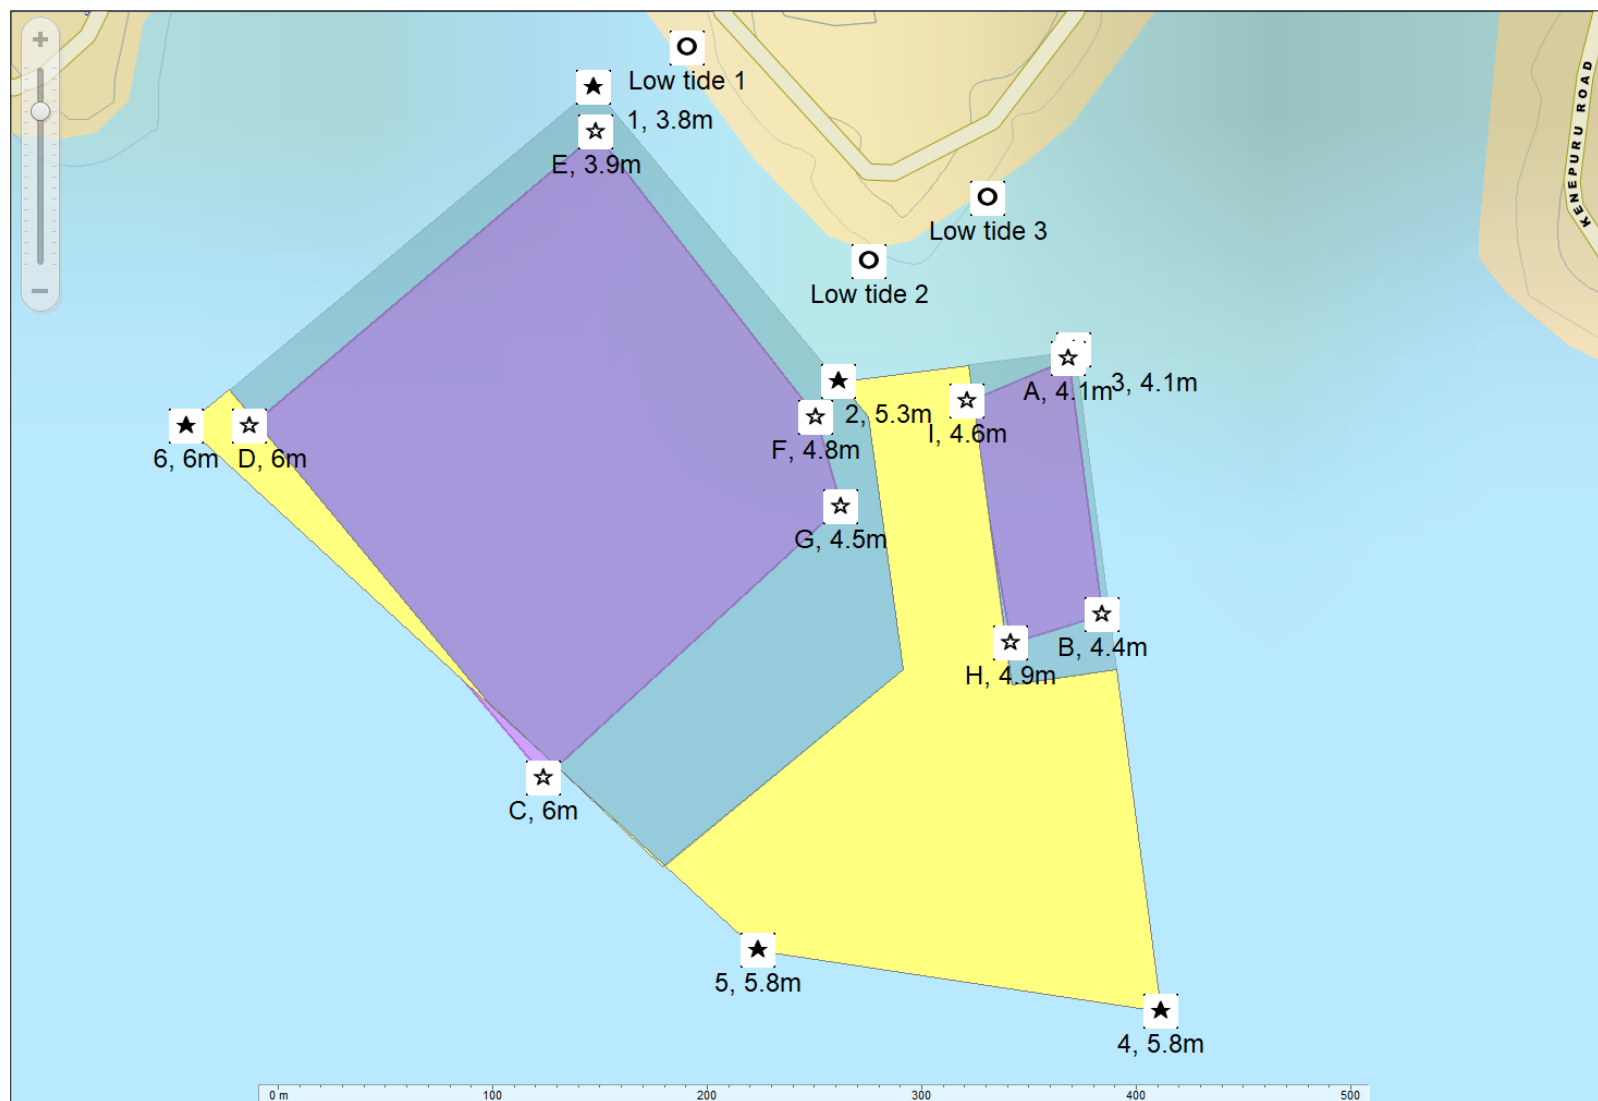 Low tide 1
1, 3.8m
E, 3.9m
KENEPURU ROAD
Low tide 3
Low tide 2
A, 4.1m
3, 4.1m
2, 5.3m
I, 4.6m
F, 4.8m
6, 6m
D, 6m
G, 4.5m
B, 4.4m
H, 4.9m
C, 6m
5, 5.8m
4, 5.8m
0 m 100 200 300 400 500